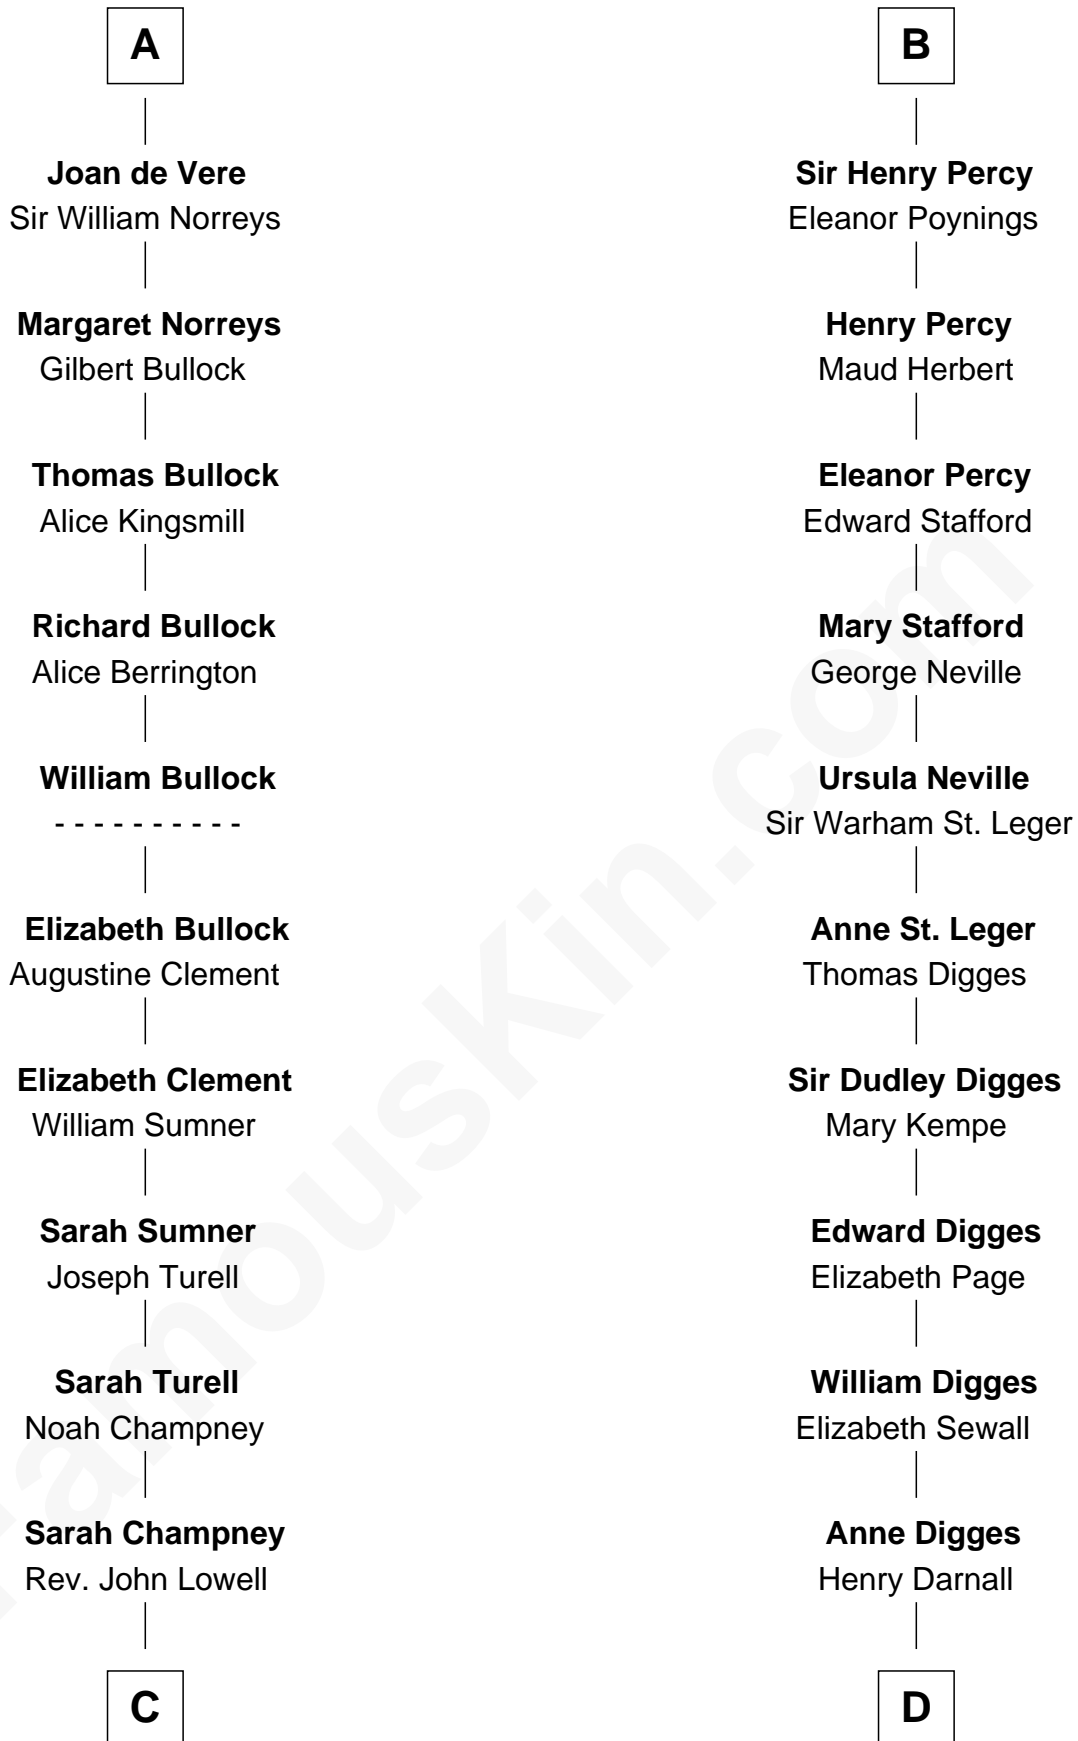 A
Joan de Vere
Sir William Norreys
Margaret Norreys
Gilbert Bullock
Thomas Bullock
Alice Kingsmill
Richard Bullock
Alice Berrington
William Bullock
- - - - - - - - - -
Elizabeth Bullock
Augustine Clement
Elizabeth Clement
William Sumner
Sarah Sumner
Joseph Turell
Sarah Turell
Noah Champney
Sarah Champney
Rev. John Lowell
C
B
Sir Henry Percy
Eleanor Poynings
Henry Percy
Maud Herbert
Eleanor Percy
Edward Stafford
Mary Stafford
George Neville
Ursula Neville
Sir Warham St. Leger
Anne St. Leger
Thomas Digges
Sir Dudley Digges
Mary Kempe
Edward Digges
Elizabeth Page
William Digges
Elizabeth Sewall
Anne Digges
Henry Darnall
D
FamousKin.com